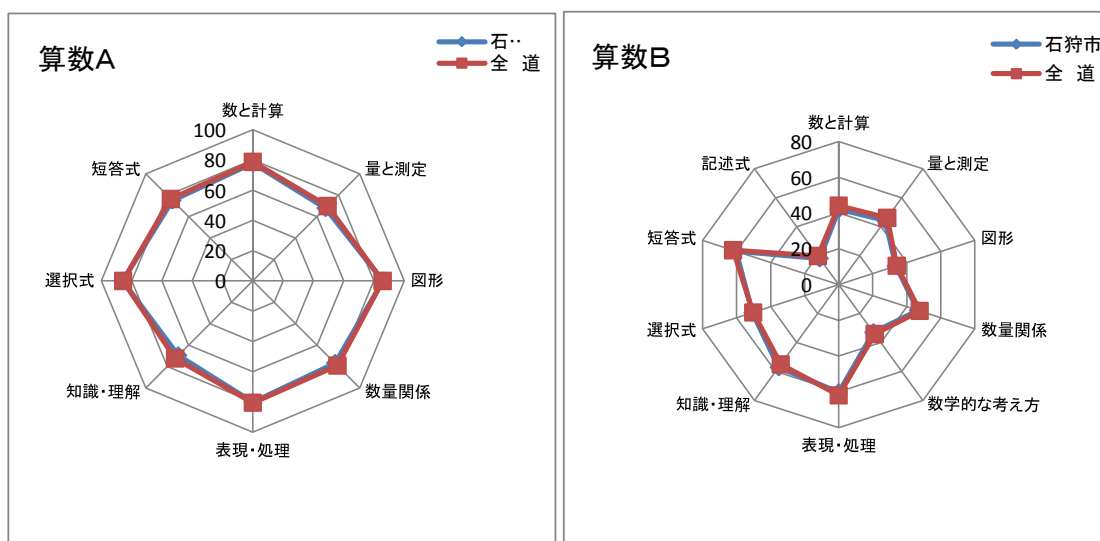 算数A
石‥
全 道
数と計算
量と測定
図形
数量関係
表現・処理
知識・理解
選択式
短答式
100
80
60
40
20
0
算数B
石狩市
全 道
数と計算
量と測定
図形
数量関係
数学的な考え方
表現・処理
知識・理解
選択式
短答式
記述式
80
60
40
20
0